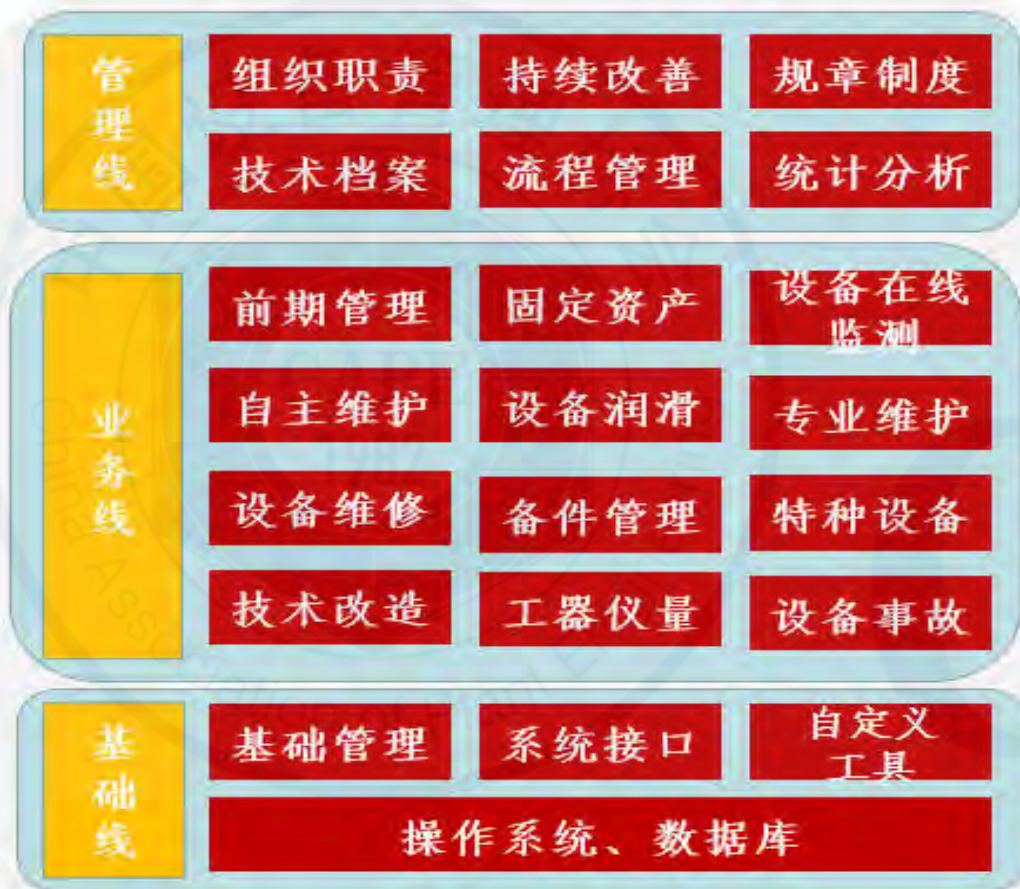 管理线
组织职责 持续改善 规章制度
技术档案 流程管理 统计分析
业务线
前期管理 固定资产 设备在线监测
自主维护 设备润滑 专业维护
设备维修 备件管理 特种设备
技术改造 工器仪量 设备事故
基础线
基础管理 系统接口 自定义工具
操作系统、数据库
China Association of Plant Engineering